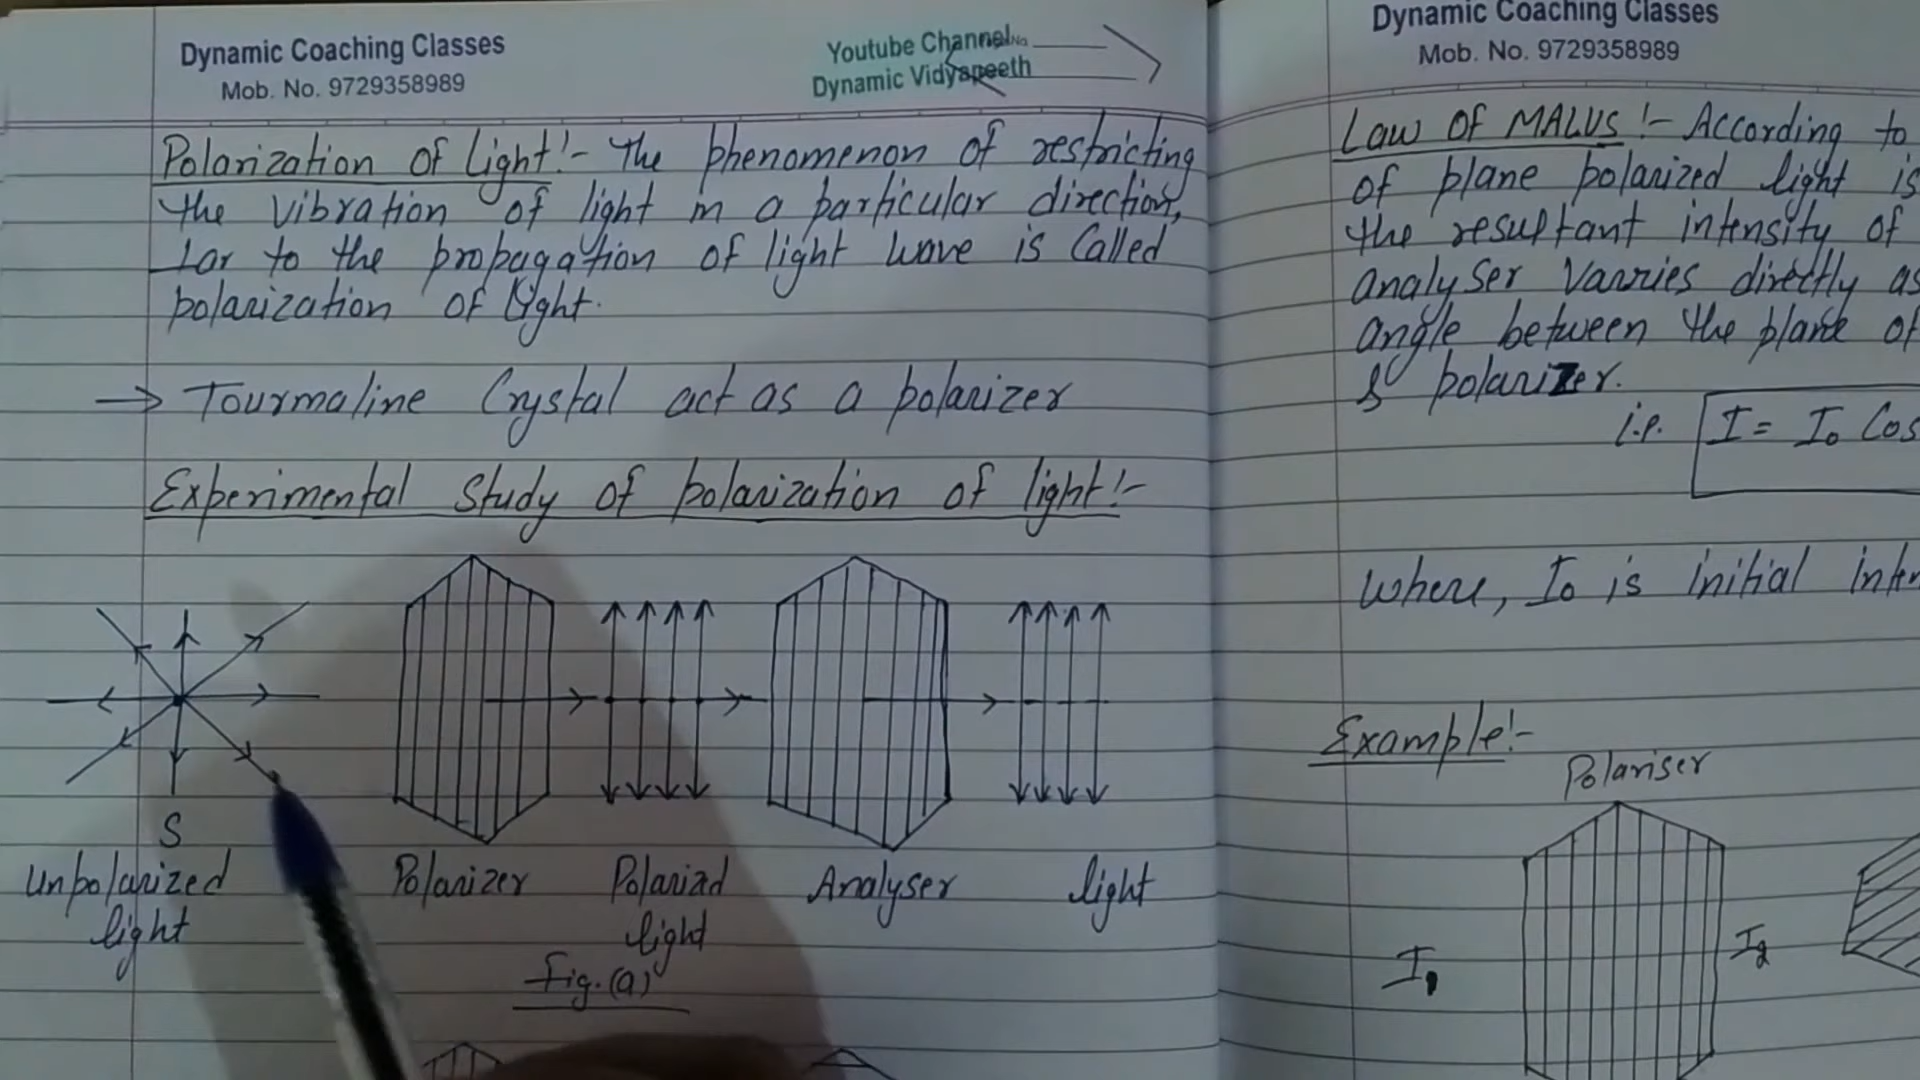 Dynamic Coaching Classes
Mob. No. 9729358989
Youtube Channel
Dynamic Vidyapeeth
Polarization of Light:- The phenomenon of restricting
the vibration of light in a particular direction,
⊥ar to the propagation of light wave is Called
polarization of light.
→ Tourmaline Crystal act as a polarizer
Experimental Study of polarization of light:-
S
Unpolarized
light
Polarizer
Polarizd
light
Analyser
light
Fig.(a)
Dynamic Coaching Classes
Mob. No. 9729358989
Law of MALUS :- According to
of plane polarized light is
the resultant intensity of
analyser Varries directly as
angle between the plane of
& polarizer.
i.e. I = I₀ Cos
where, I₀ is initial inten
Example:-
Polariser
I₁
I₂